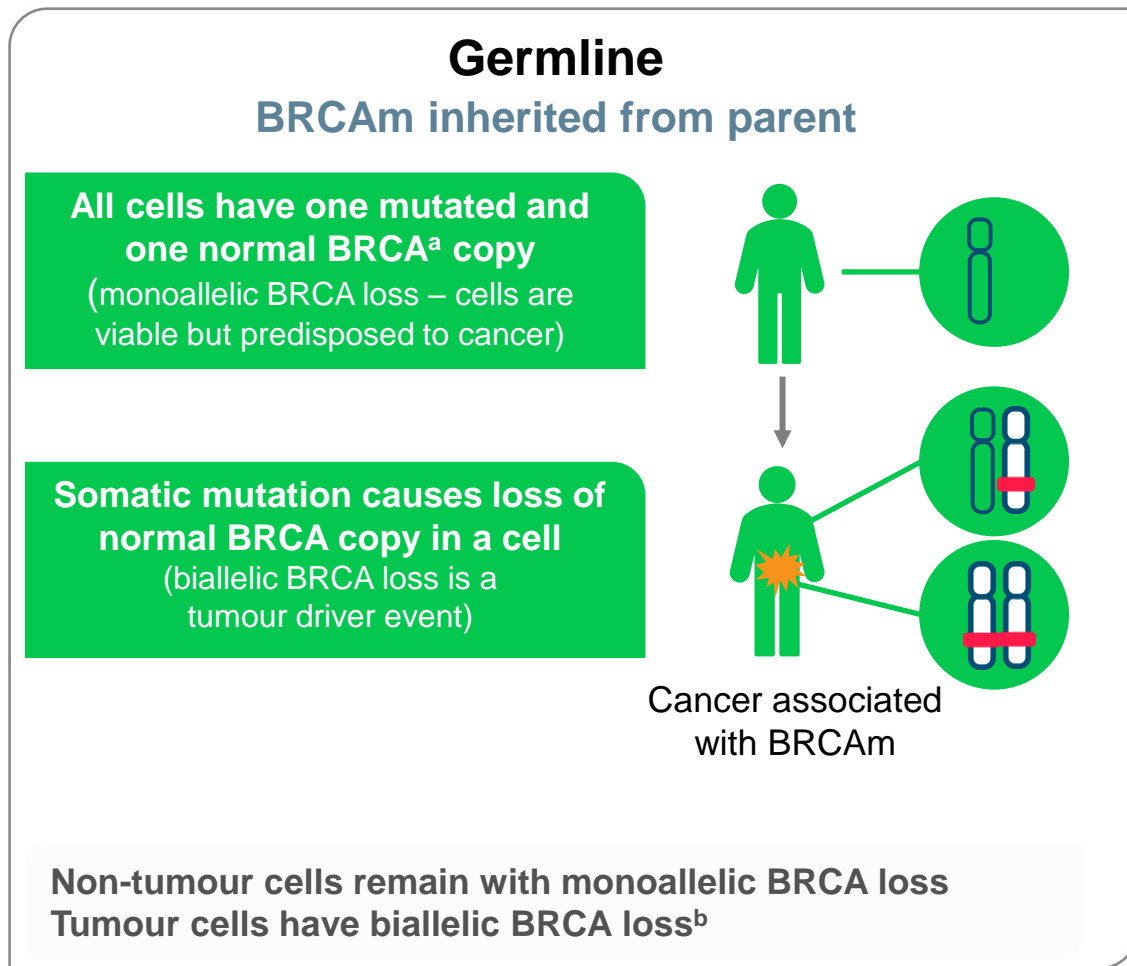 Germline
BRCAm inherited from parent
All cells have one mutated and
one normal BRCAᵃ copy
(monoallelic BRCA loss – cells are
viable but predisposed to cancer)
Somatic mutation causes loss of
normal BRCA copy in a cell
(biallelic BRCA loss is a
tumour driver event)
Cancer associated
with BRCAm
Non-tumour cells remain with monoallelic BRCA loss
Tumour cells have biallelic BRCA lossᵇ